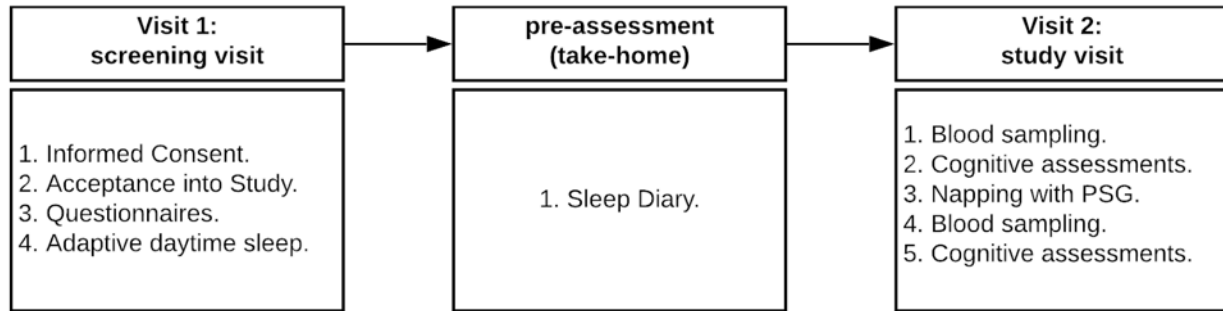 Visit 1:
screening visit
1. Informed Consent.
2. Acceptance into Study.
3. Questionnaires.
4. Adaptive daytime sleep.
pre-assessment
(take-home)
1. Sleep Diary.
Visit 2:
study visit
1. Blood sampling.
2. Cognitive assessments.
3. Napping with PSG.
4. Blood sampling.
5. Cognitive assessments.